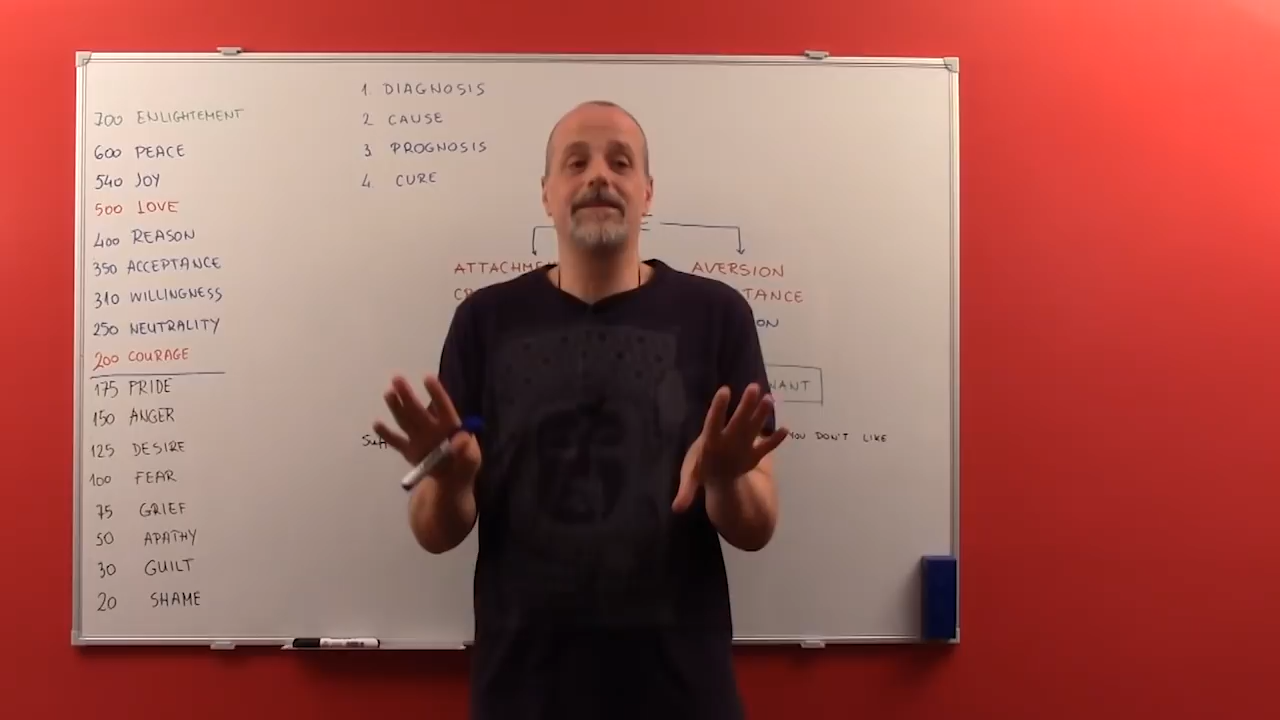 700 ENLIGHTEMENT
600 PEACE
540 JOY
500 LOVE
400 REASON
350 ACCEPTANCE
310 WILLINGNESS
250 NEUTRALITY
200 COURAGE
175 PRIDE
150 ANGER
125 DESIRE
100 FEAR
75 GRIEF
50 APATHY
30 GUILT
20 SHAME
1. DIAGNOSIS
2 CAUSE
3 PROGNOSIS
4. CURE
AVERSION
YOU DON'T LIKE